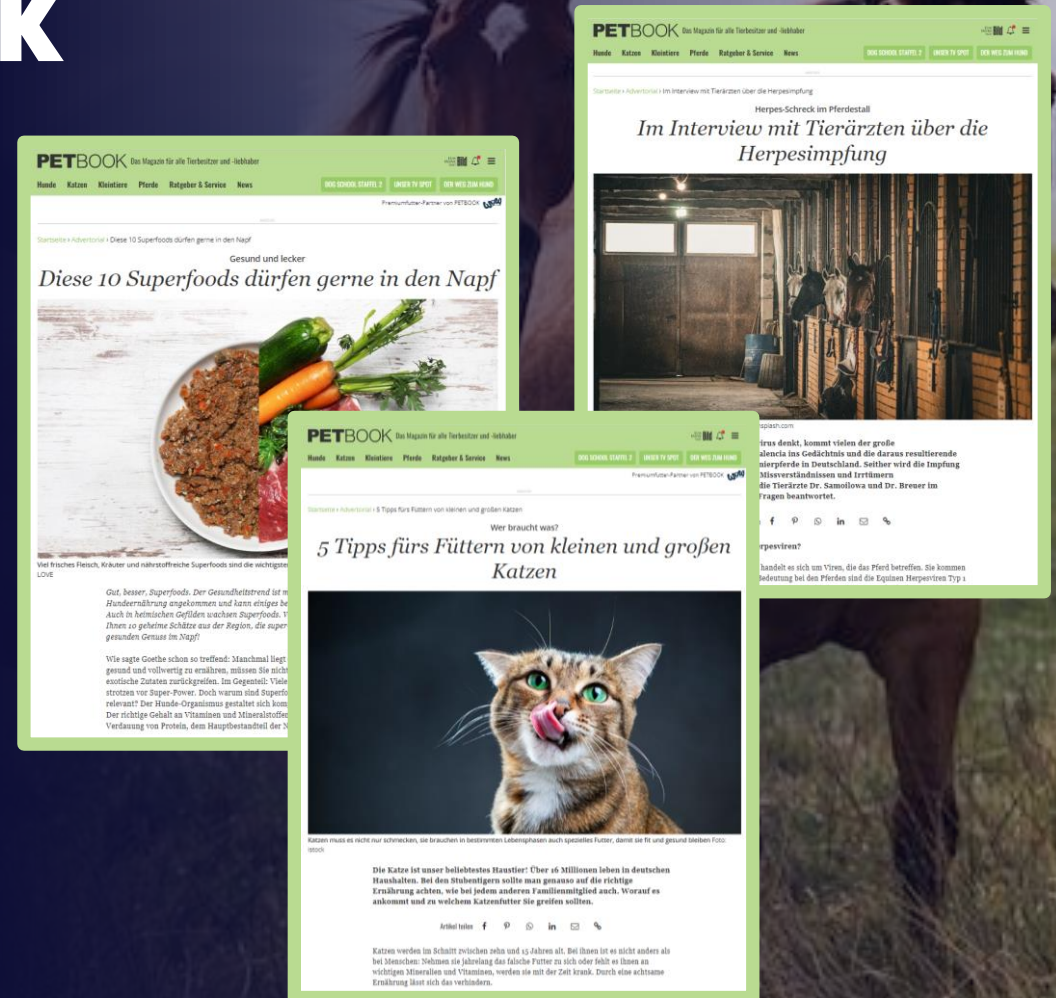 K
PETBOOK Das Magazin für alle Tierbesitzer und -liebhaber
Hunde Katzen Kleintiere Pferde Ratgeber & Service News DOG SCHOOL STAFFEL 2 UNSER TV SPOT DER WEG ZUM HUND
Premiumfutter-Partner von PETBOOK
Startseite › Advertorial › Diese 10 Superfoods dürfen gerne in den Napf
Gesund und lecker
Diese 10 Superfoods dürfen gerne in den Napf
Viel frisches Fleisch, Kräuter und nährstoffreiche Superfoods sind die wichtigsten
LOVE
Gut, besser, Superfoods. Der Gesundheitstrend ist
Hundeernährung angekommen und kann einiges
Auch in heimischen Gefilden wachsen Superfoods.
Ihnen 10 geheime Schätze aus der Region, die
gesunden Genuss im Napf!
Wie sagte Goethe schon so treffend: Manchmal liegt
gesund und vollwertig zu ernähren, müssen Sie
exotische Zutaten zurückgreifen. Im Gegenteil: Viele
strotzen vor Super-Power. Doch warum sind
relevant? Der Hunde-Organismus gestaltet sich
Der richtige Gehalt an Vitaminen und
Verdauung von Protein, dem Hauptbestandteil der
PETBOOK Das Magazin für alle Tierbesitzer und -liebhaber
Hunde Katzen Kleintiere Pferde Ratgeber & Service News DOG SCHOOL STAFFEL 2 UNSER TV SPOT DER WEG ZUM HUND
Premiumfutter-Partner von PETBOOK
Startseite › Advertorial › 5 Tipps fürs Füttern von kleinen und großen Katzen
Wer braucht was?
5 Tipps fürs Füttern von kleinen und großen
Katzen
Katzen muss es nicht nur schmecken, sie brauchen in bestimmten Lebensphasen auch spezielles Futter, damit sie fit und gesund bleiben Foto:
istock
Die Katze ist unser beliebtestes Haustier! Über 16 Millionen leben in deutschen
Haushalten. Bei den Stubentigern sollte man genauso auf die richtige
Ernährung achten, wie bei jedem anderen Familienmitglied auch. Worauf es
ankommt und zu welchem Katzenfutter Sie greifen sollten.
Artikel teilen
Katzen werden im Schnitt zwischen zehn und 15 Jahren alt. Bei ihnen ist es nicht anders als
bei Menschen: Nehmen sie jahrelang das falsche Futter zu sich oder fehlt es ihnen an
wichtigen Mineralien und Vitaminen, werden sie mit der Zeit krank. Durch eine achtsame
Ernährung lässt sich das verhindern.
PETBOOK Das Magazin für alle Tierbesitzer und -liebhaber
Hunde Katzen Kleintiere Pferde Ratgeber & Service News DOG SCHOOL STAFFEL 2 UNSER TV SPOT DER WEG ZUM HUND
Startseite › Advertorial › Im Interview mit Tierärzten über die Herpesimpfung
Herpes-Schreck im Pferdestall
Im Interview mit Tierärzten über die
Herpesimpfung
splash.com
virus denkt, kommt vielen der große
alencia ins Gedächtnis und die daraus resultierende
nierpferde in Deutschland. Seither wird die Impfung
Missverständnissen und Irrtümern
die Tierärzte Dr. Samoilowa und Dr. Breuer im
Fragen beantwortet.
erpesviren?
handelt es sich um Viren, die das Pferd betreffen. Sie kommen
Bedeutung bei den Pferden sind die Equinen Herpesviren Typ 1